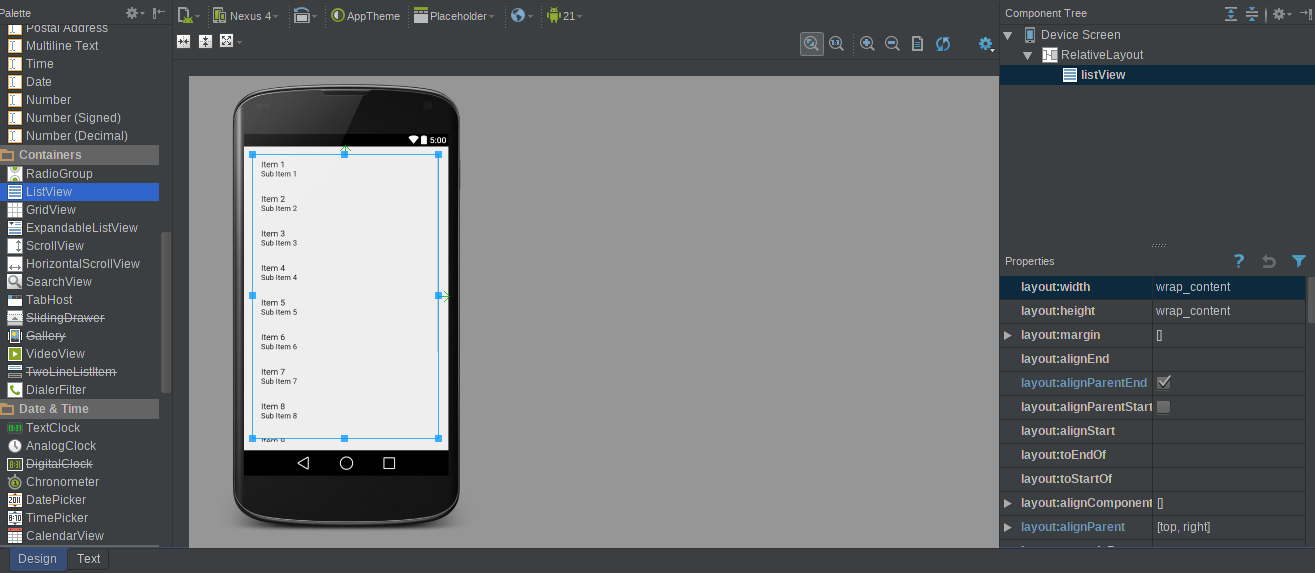 Palette
Postal Address
Multiline Text
Time
Date
Number
Number (Signed)
Number (Decimal)
Containers
RadioGroup
ListView
GridView
ExpandableListView
ScrollView
HorizontalScrollView
SearchView
TabHost
SlidingDrawer
Gallery
VideoView
TwoLineListItem
DialerFilter
Date & Time
TextClock
AnalogClock
DigitalClock
Chronometer
DatePicker
TimePicker
CalendarView
Design
Text
Nexus 4
AppTheme
Placeholder
21
5:00
Item 1
Sub Item 1
Item 2
Sub Item 2
Item 3
Sub Item 3
Item 4
Sub Item 4
Item 5
Sub Item 5
Item 6
Sub Item 6
Item 7
Sub Item 7
Item 8
Sub Item 8
Item 9
Component Tree
Device Screen
RelativeLayout
listView
Properties
?
layout:width wrap_content
layout:height wrap_content
layout:margin []
layout:alignEnd
layout:alignParentEnd
layout:alignParentStart
layout:alignStart
layout:toEndOf
layout:toStartOf
layout:alignComponent []
layout:alignParent [top, right]